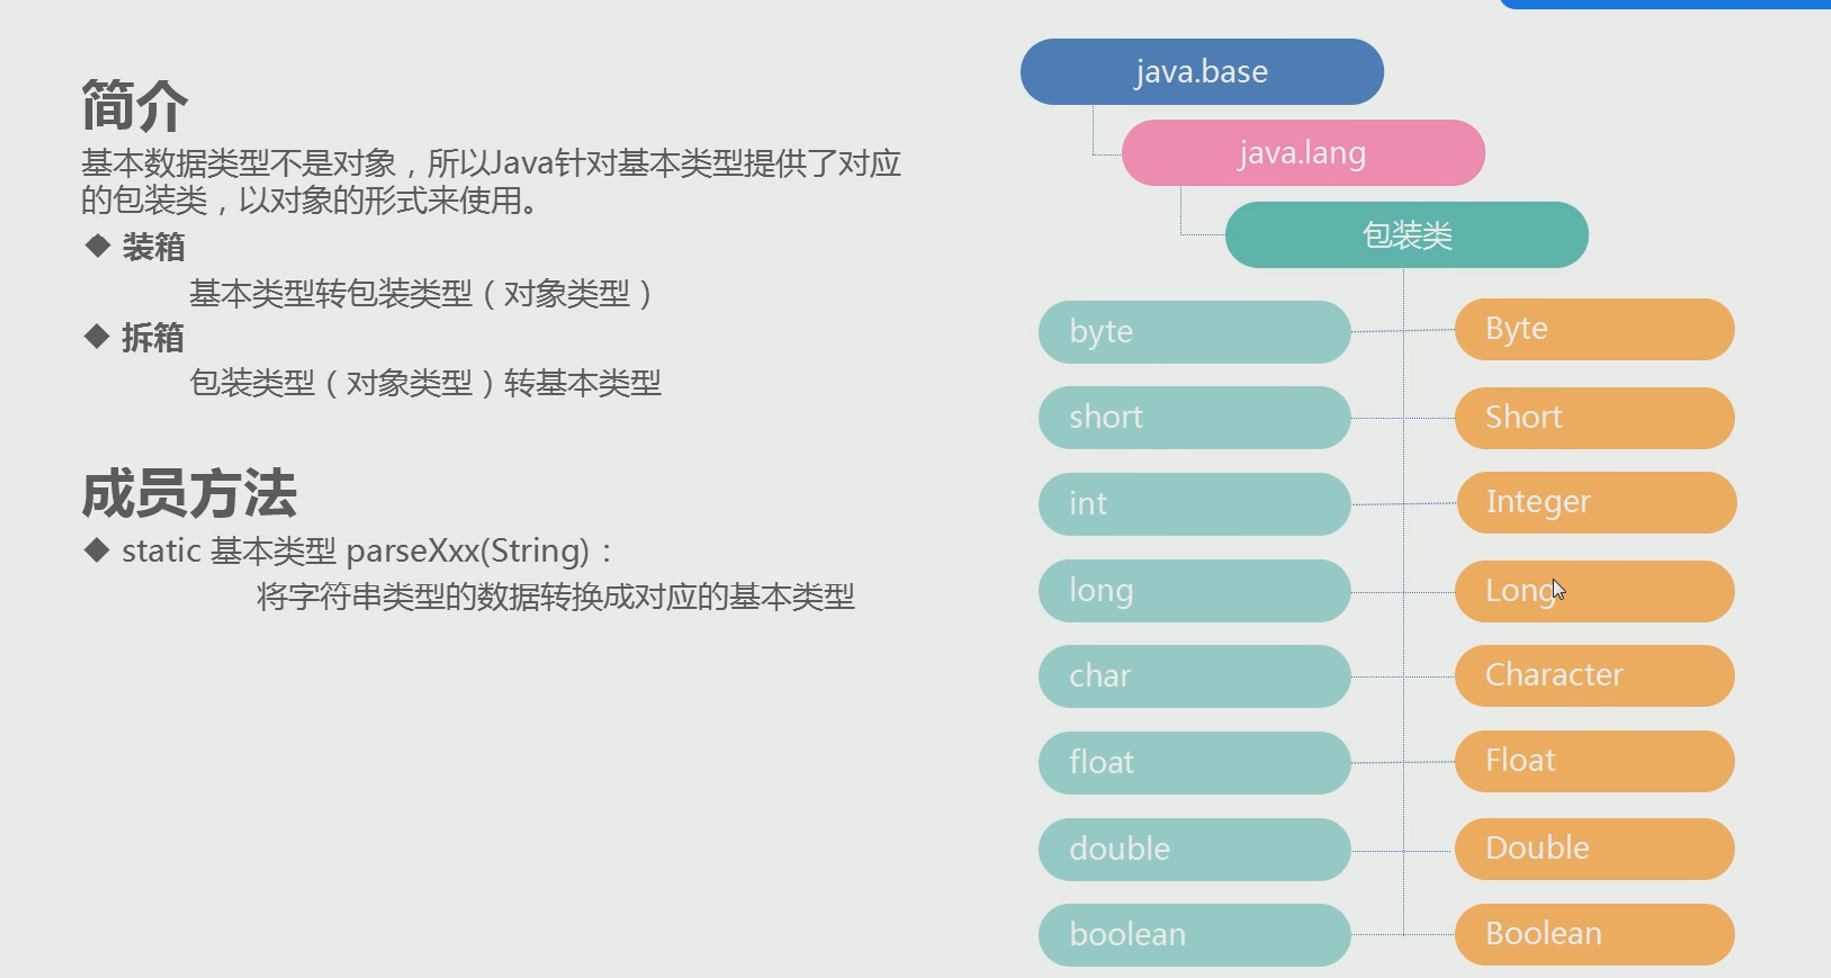 简介
基本数据类型不是对象，所以Java针对基本类型提供了对应
的包装类，以对象的形式来使用。
◆ 装箱
基本类型转包装类型（对象类型）
◆ 拆箱
包装类型（对象类型）转基本类型
成员方法
◆ static 基本类型 parseXxx(String)：
将字符串类型的数据转换成对应的基本类型
java.base
java.lang
包装类
byte
Byte
short
Short
int
Integer
long
Long
char
Character
float
Float
double
Double
boolean
Boolean